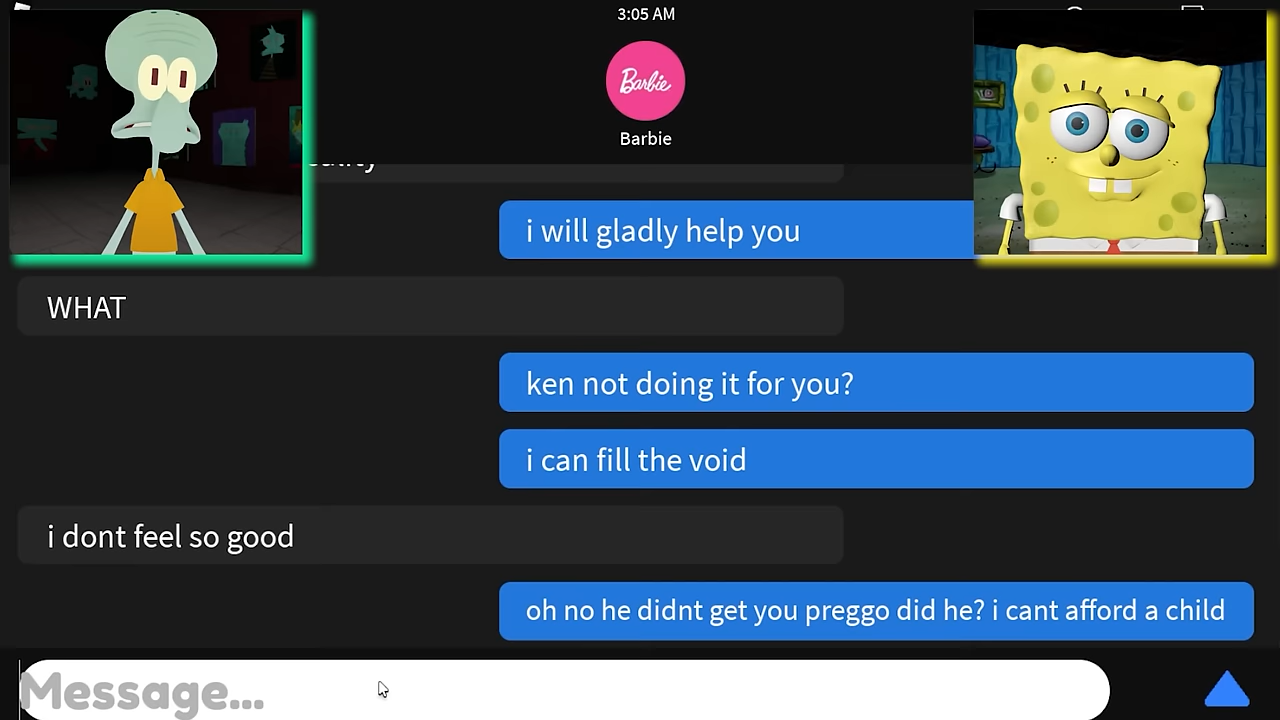 3:05 AM
Barbie
Barbie
i will gladly help you
WHAT
ken not doing it for you?
i can fill the void
i dont feel so good
oh no he didnt get you preggo did he? i cant afford a child
Message...